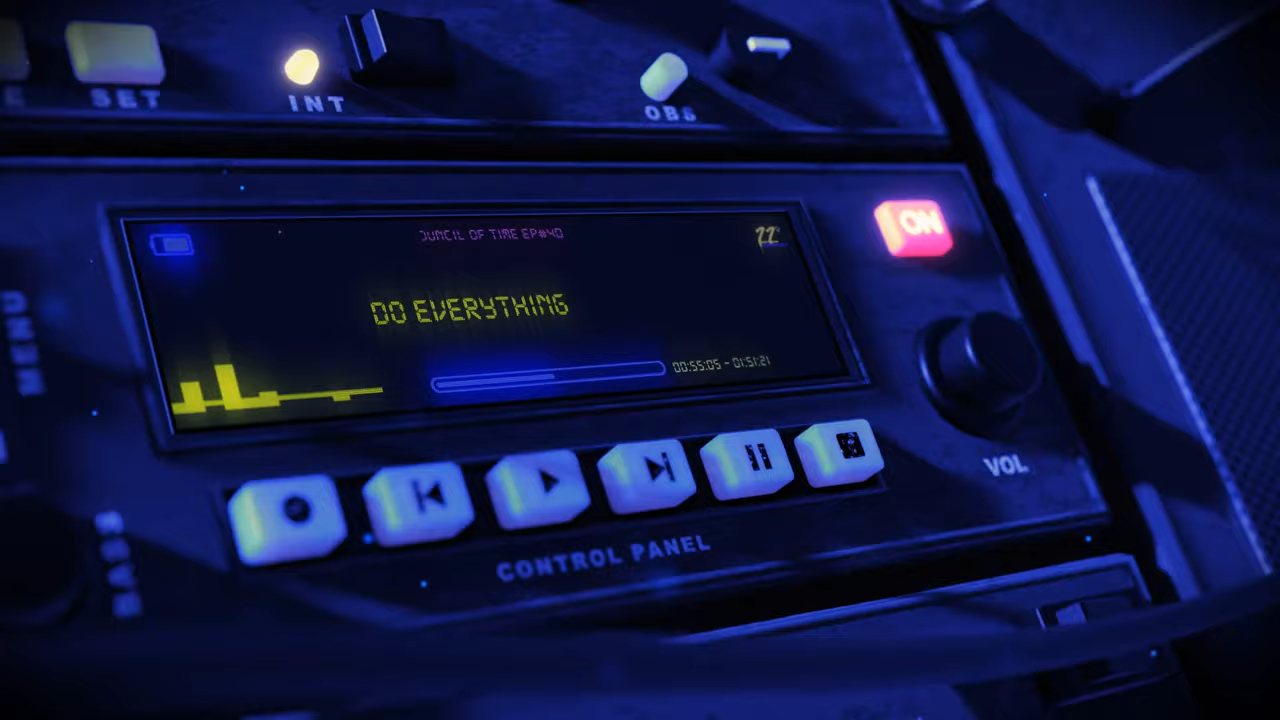 SET
INT
OBS
ON
OUNCIL OF TIME EP#40
22°
DO EVERYTHING
00:55:05 - 01:51:21
VOL
CONTROL PANEL